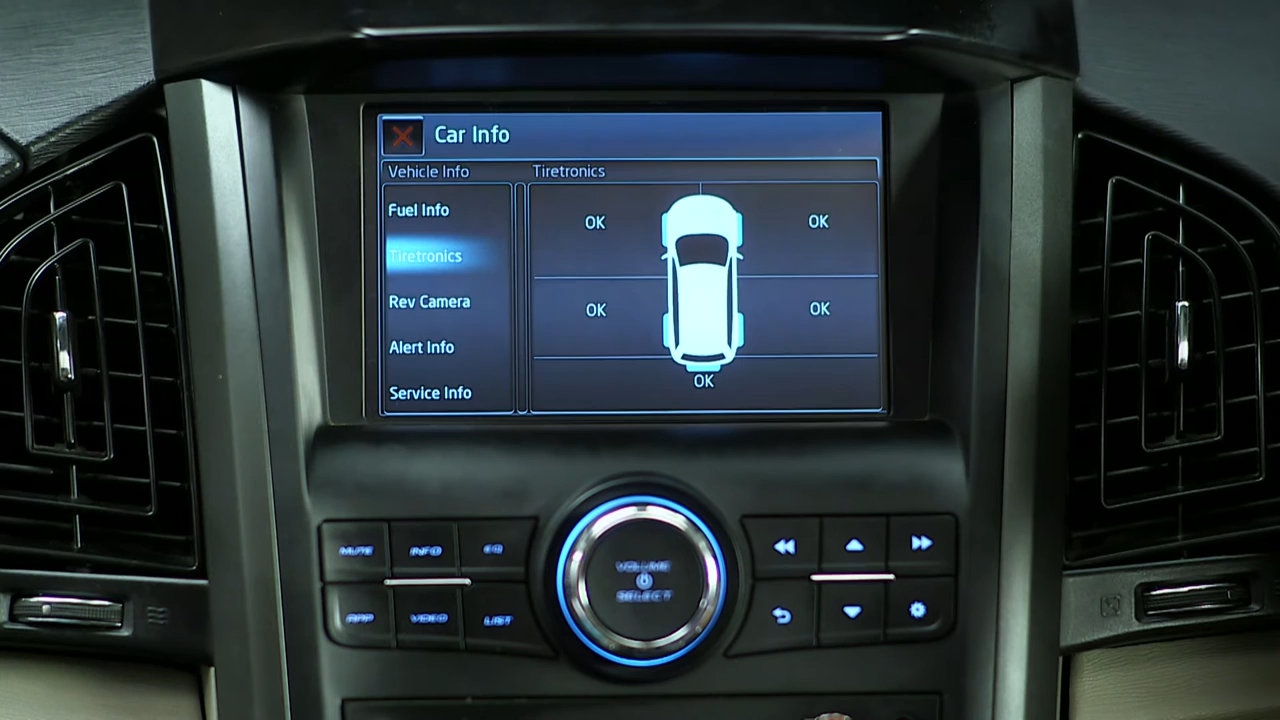 Car Info
Vehicle Info
Tiretronics
Fuel Info
Tiretronics
Rev Camera
Alert Info
Service Info
OK
OK
OK
OK
OK
MUTE
INFO
EQ
APP
VIDEO
LIST
VOLUME
SELECT